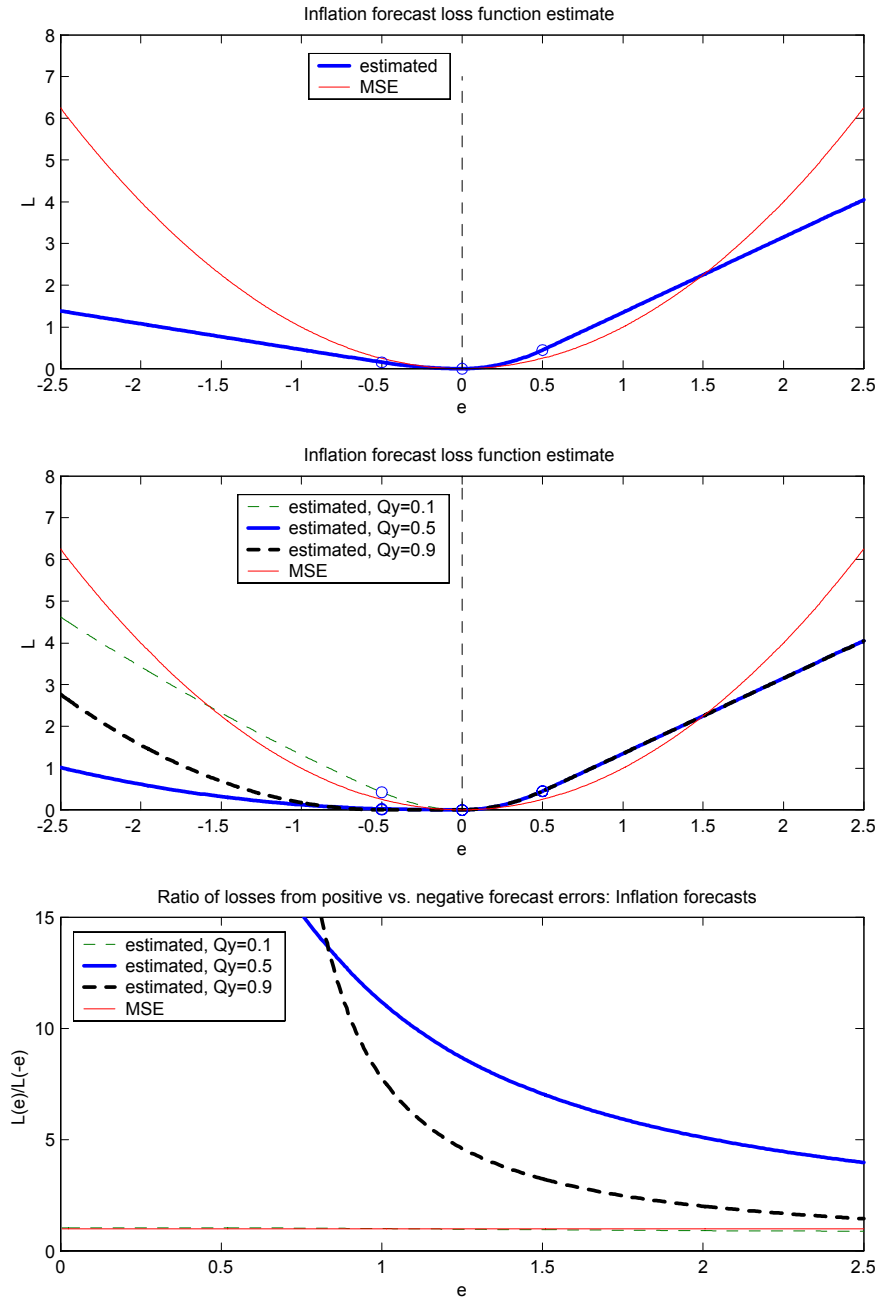 Inflation forecast loss function estimate
8
7
6
5
4
3
2
1
0
L
estimated
MSE
-2.5 -2 -1.5 -1 -0.5 0 0.5 1 1.5 2 2.5
e
Inflation forecast loss function estimate
8
7
6
5
4
3
2
1
0
L
estimated, Qy=0.1
estimated, Qy=0.5
estimated, Qy=0.9
MSE
-2.5 -2 -1.5 -1 -0.5 0 0.5 1 1.5 2 2.5
e
Ratio of losses from positive vs. negative forecast errors: Inflation forecasts
15
10
5
0
L(e)/L(-e)
estimated, Qy=0.1
estimated, Qy=0.5
estimated, Qy=0.9
MSE
0 0.5 1 1.5 2 2.5
e